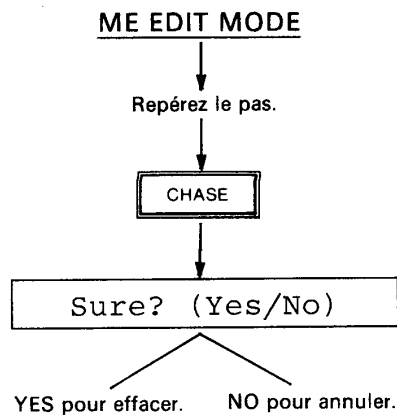 ME EDIT MODE
Repérez le pas.
CHASE
Sure? (Yes/No)
YES pour effacer. NO pour annuler.